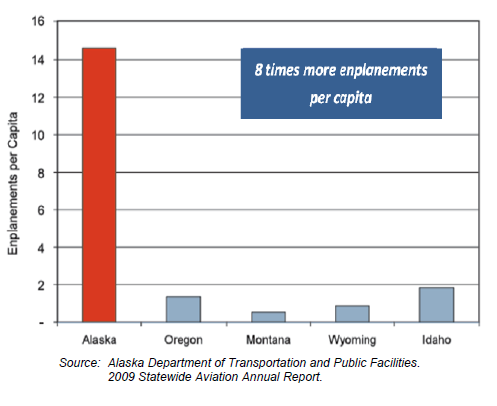 16
14
12
10
8
6
4
2
-
Enplanements per Capita
8 times more enplanements
per capita
Alaska Oregon Montana Wyoming Idaho
Source: Alaska Department of Transportation and Public Facilities.
2009 Statewide Aviation Annual Report.